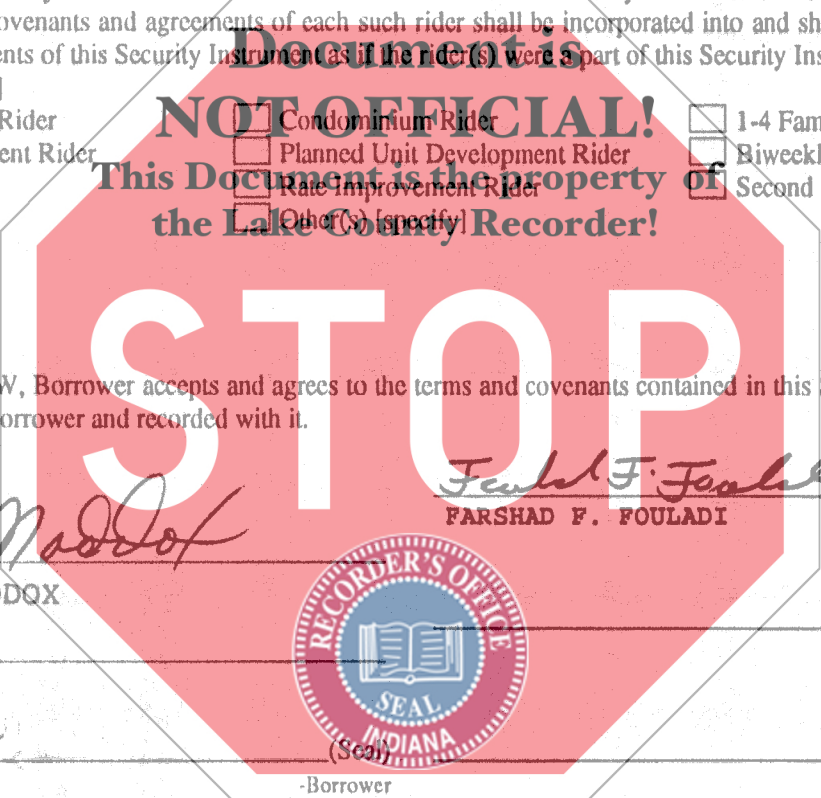 ovenants and agreements of each such rider shall be incorporated into and sh
ents of this Security Instrument as if the rider(s) were a part of this Security Ins
Document is
NOT OFFICIAL!
This Document is the property of
the Lake County Recorder!
Rider
Condominium Rider
1-4 Fam
ent Rider
Planned Unit Development Rider
Biweekl
Rate Improvement Rider
Second
Other(s) [specify]
STOP
W, Borrower accepts and agrees to the terms and covenants contained in this
orrower and recorded with it.
Maddox
FARSHAD F. FOULADI
DOX
RECORDER'S OFFICE
SEAL
INDIANA
(Seal)
-Borrower